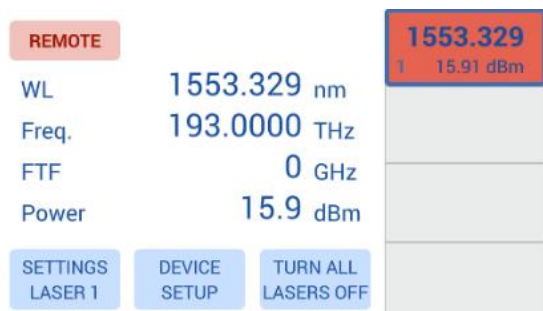 REMOTE
WL 1553.329 nm
Freq. 193.0000 THz
FTF 0 GHz
Power 15.9 dBm
SETTINGS
LASER 1
DEVICE
SETUP
TURN ALL
LASERS OFF
1553.329
1 15.91 dBm